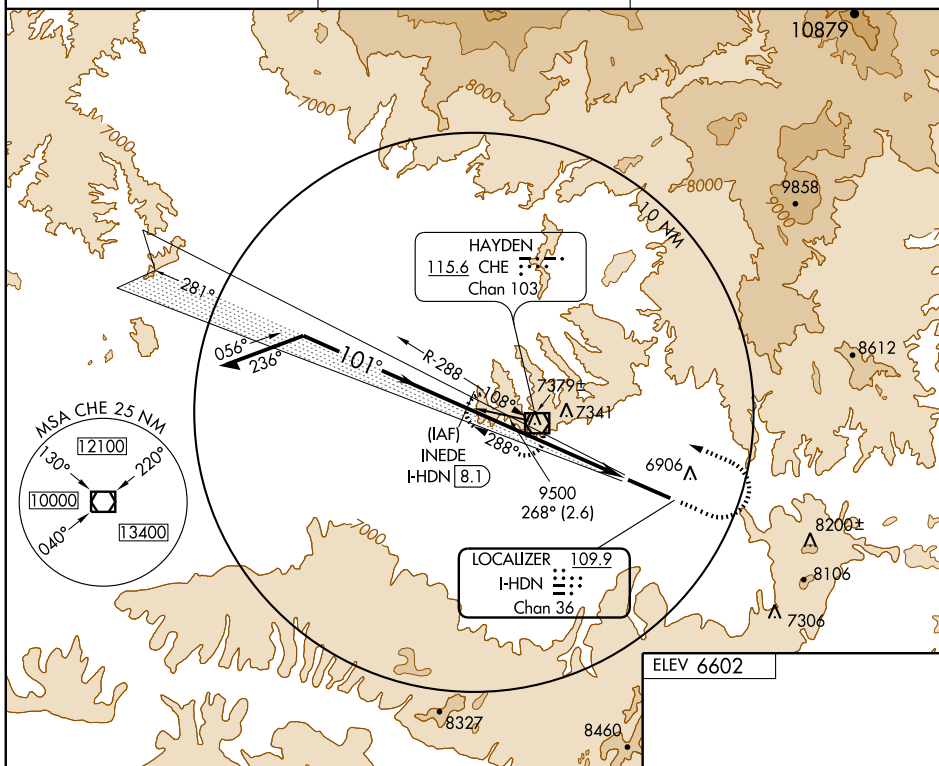 10879
7000
8000
7000
8000
9858
9000
10 NM
HAYDEN
115.6 CHE
Chan 103
281°
056°
236°
101°
R-288
108°
7379±
7341
8612
(IAF)
INEDE
I-HDN 8.1
288°
9500
268° (2.6)
6906
MSA CHE 25 NM
12100
130°
220°
10000
040°
13400
LOCALIZER 109.9
I-HDN
Chan 36
8200±
8106
7306
ELEV 6602
8327
8460